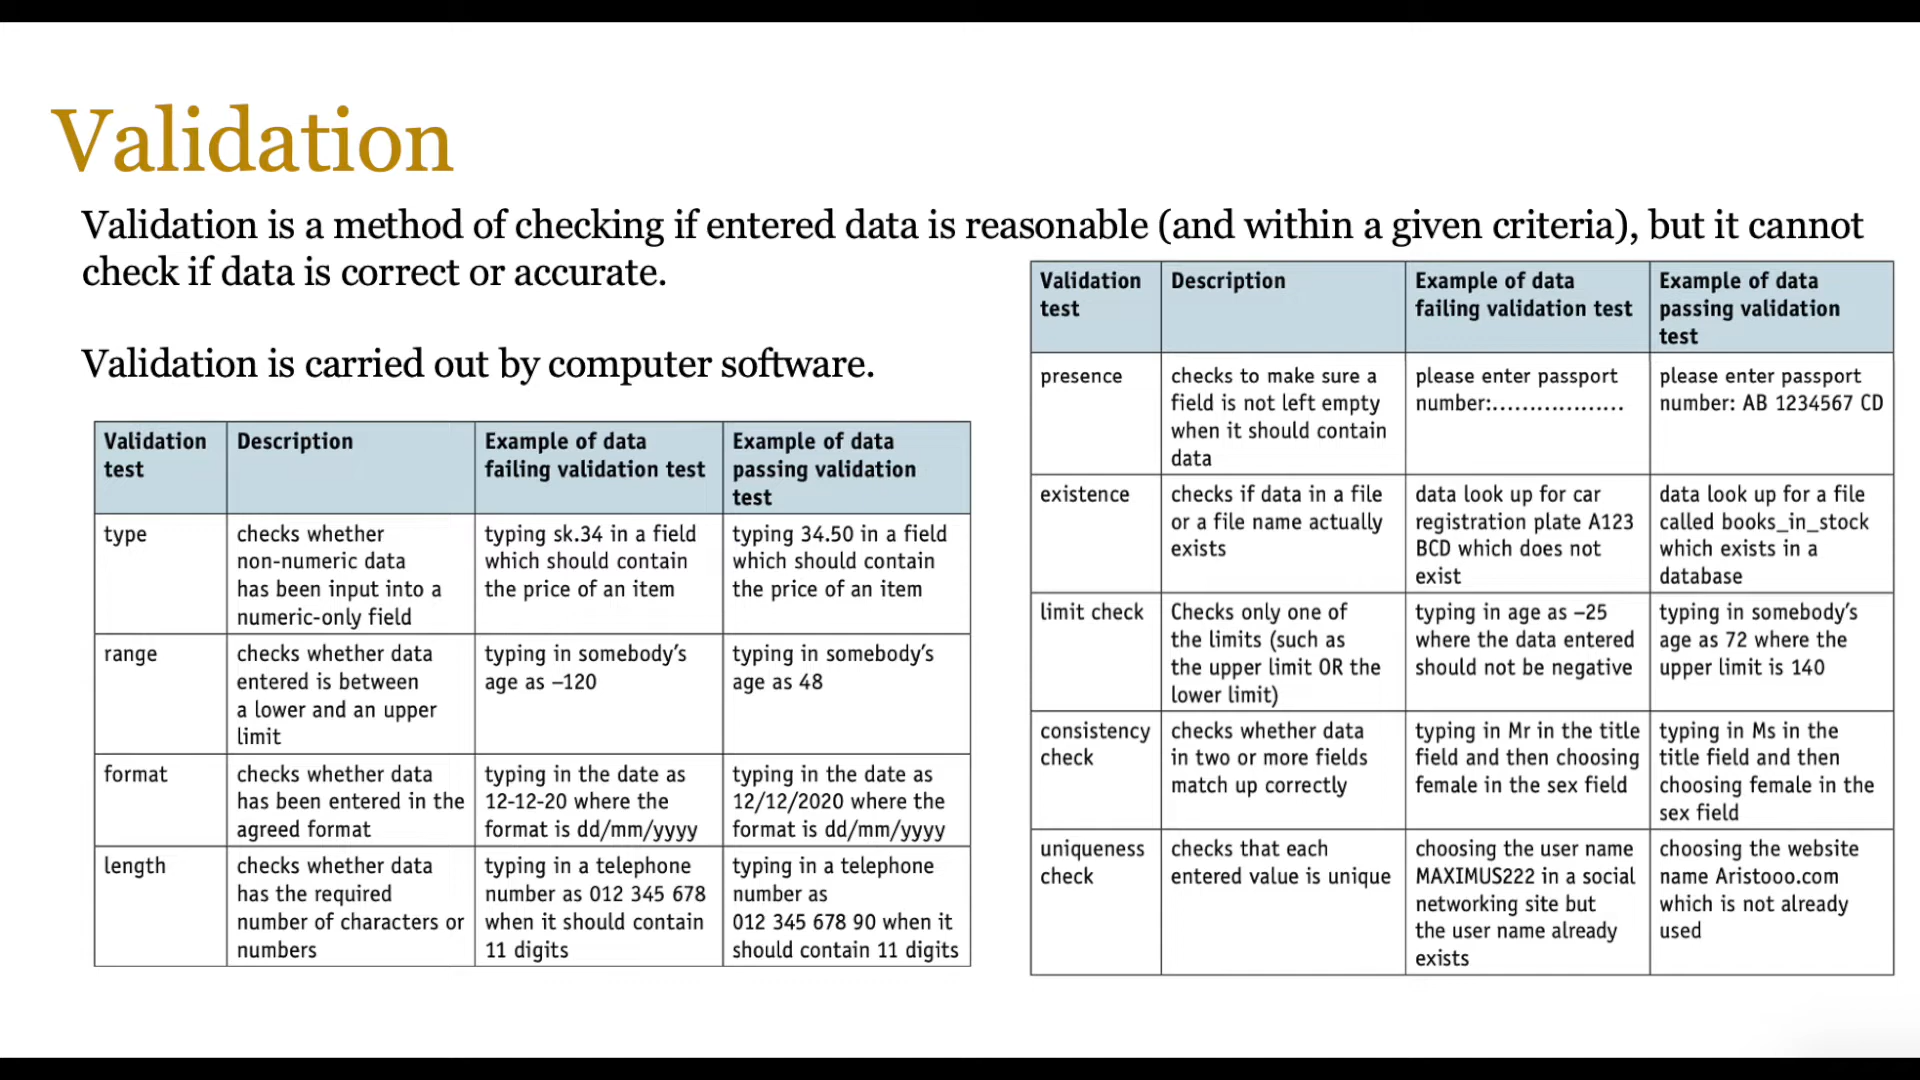 Validation
Validation is a method of checking if entered data is reasonable (and within a given criteria), but it cannot
check if data is correct or accurate.
Validation is carried out by computer software.
Validation
test
Description
Example of data
failing validation test
Example of data
passing validation
test
type
checks whether
non-numeric data
has been input into a
numeric-only field
typing sk.34 in a field
which should contain
the price of an item
typing 34.50 in a field
which should contain
the price of an item
range
checks whether data
entered is between
a lower and an upper
limit
typing in somebody’s
age as –120
typing in somebody’s
age as 48
format
checks whether data
has been entered in the
agreed format
typing in the date as
12-12-20 where the
format is dd/mm/yyyy
typing in the date as
12/12/2020 where the
format is dd/mm/yyyy
length
checks whether data
has the required
number of characters or
numbers
typing in a telephone
number as 012 345 678
when it should contain
11 digits
typing in a telephone
number as
012 345 678 90 when it
should contain 11 digits
Validation
test
Description
Example of data
failing validation test
Example of data
passing validation
test
presence
checks to make sure a
field is not left empty
when it should contain
data
please enter passport
number:..................
please enter passport
number: AB 1234567 CD
existence
checks if data in a file
or a file name actually
exists
data look up for car
registration plate A123
BCD which does not
exist
data look up for a file
called books_in_stock
which exists in a
database
limit check
Checks only one of
the limits (such as
the upper limit OR the
lower limit)
typing in age as –25
where the data entered
should not be negative
typing in somebody’s
age as 72 where the
upper limit is 140
consistency
check
checks whether data
in two or more fields
match up correctly
typing in Mr in the title
field and then choosing
female in the sex field
typing in Ms in the
title field and then
choosing female in the
sex field
uniqueness
check
checks that each
entered value is unique
choosing the user name
MAXIMUS222 in a social
networking site but
the user name already
exists
choosing the website
name Aristooo.com
which is not already
used